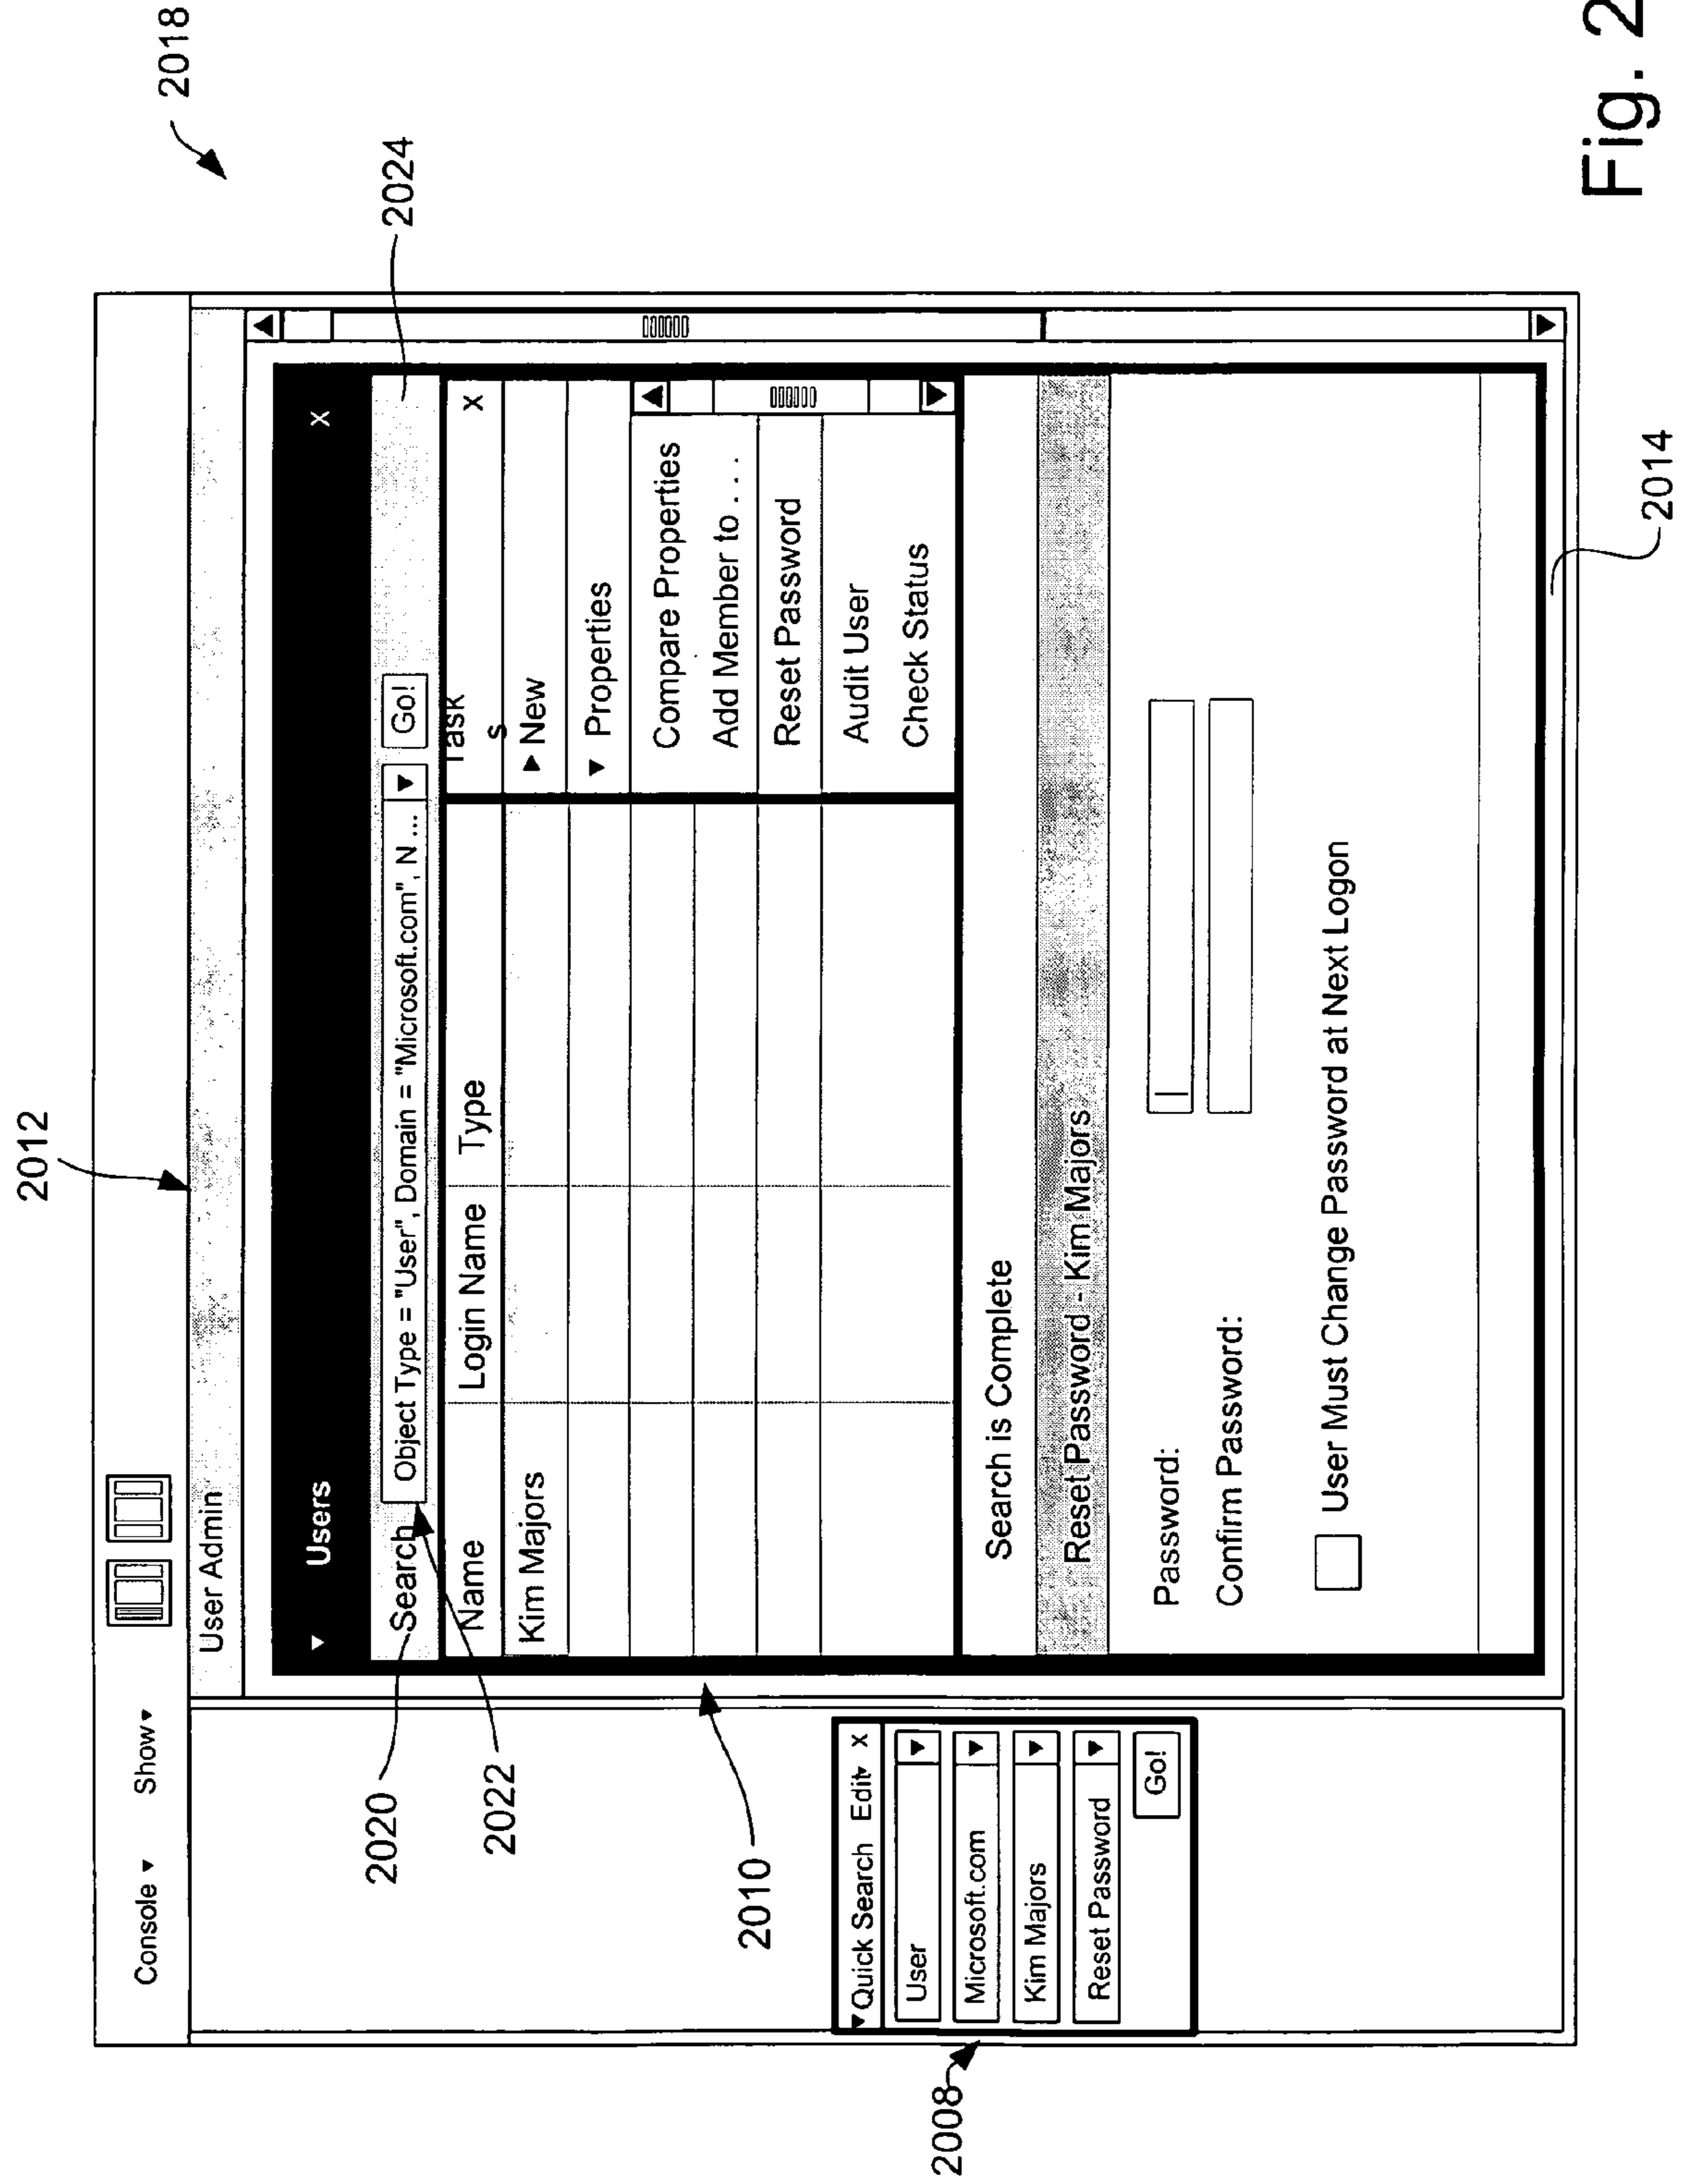 2018
2012
2024
Console Show
User Admin
Users x
Search Object Type = "User", Domain = "Microsoft.com", N ... Go!
2020
2022
Name Login Name Type
Task
s
x
Kim Majors
New
Properties
Compare Properties
Add Member to . . .
Reset Password
Audit User
Check Status
2010
Quick Search Edit x
User
Microsoft.com
Kim Majors
Reset Password
Go!
2008
Search is Complete
Reset Password - Kim Majors
Password:
Confirm Password:
User Must Change Password at Next Logon
2014
Fig. 2